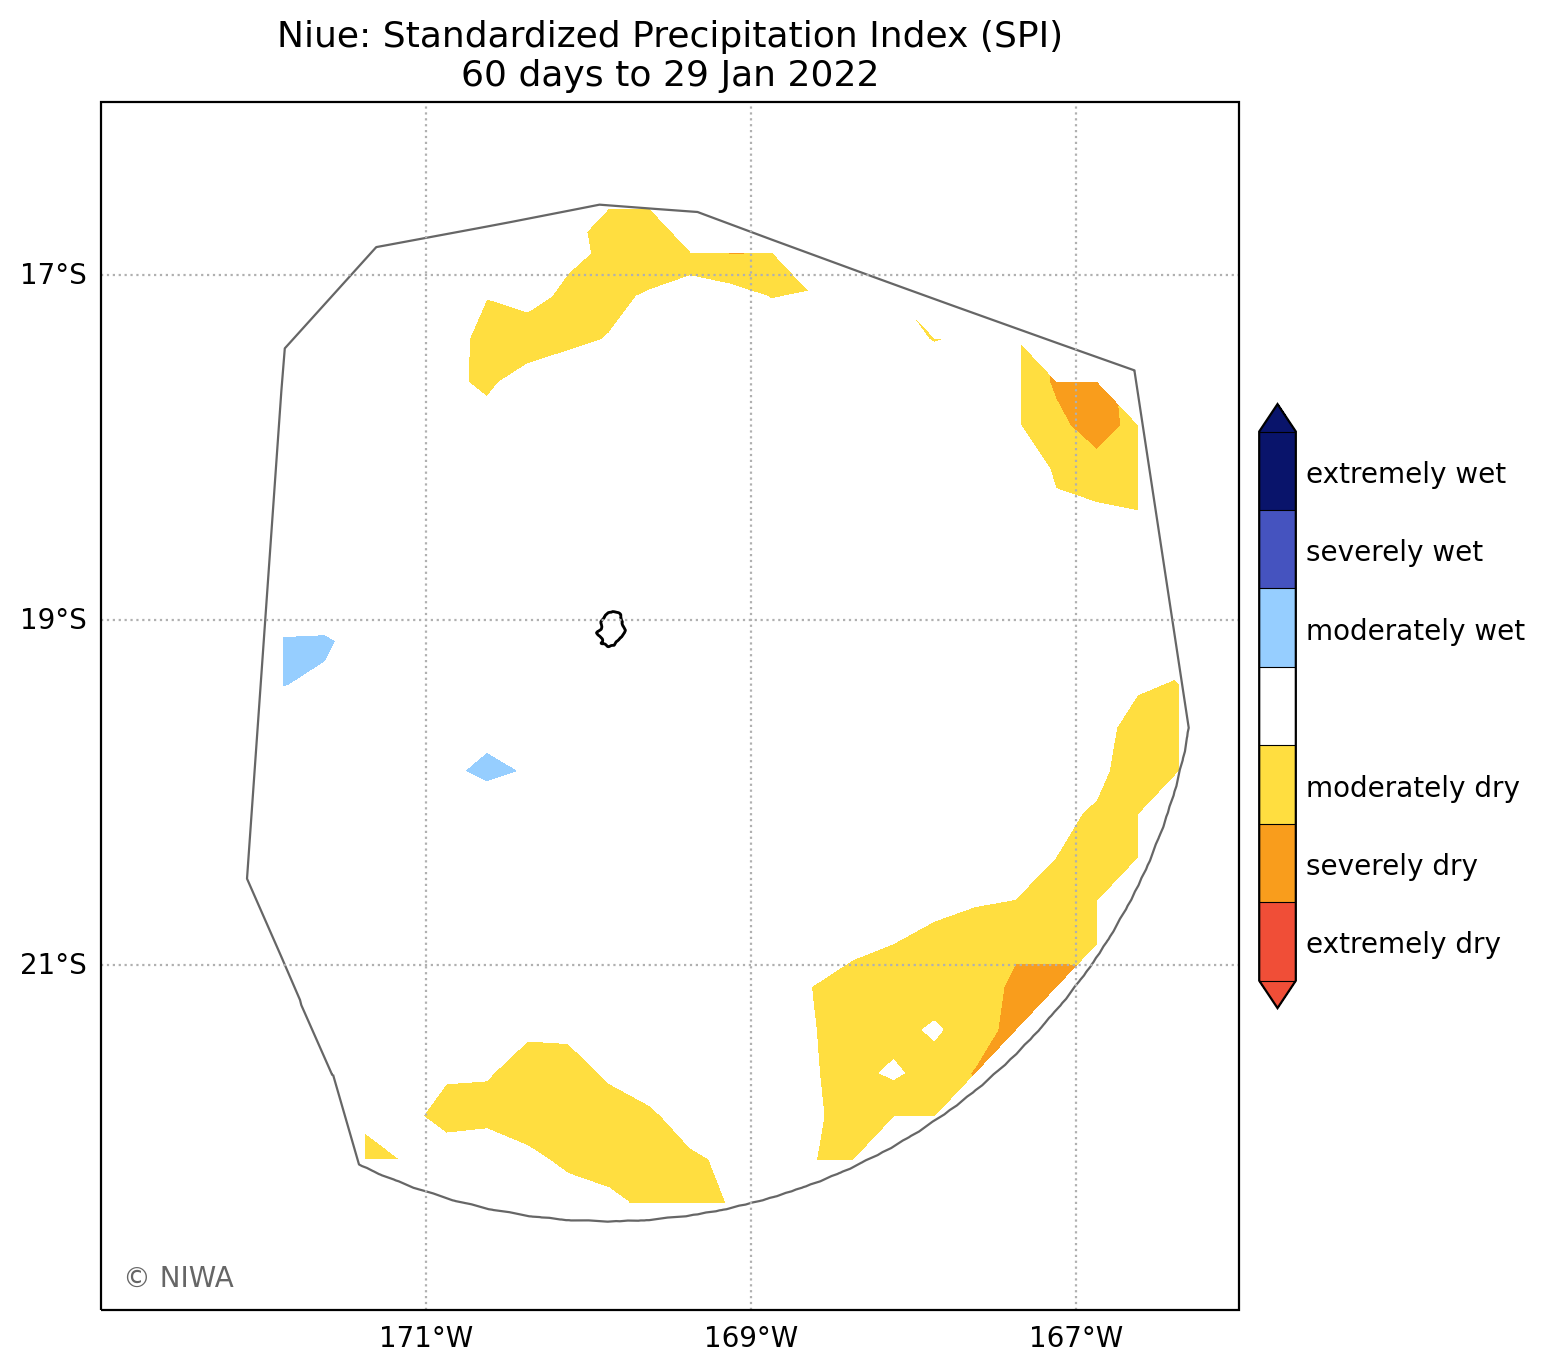 Niue: Standardized Precipitation Index (SPI)
60 days to 29 Jan 2022
17°S
19°S
21°S
171°W
169°W
167°W
extremely wet
severely wet
moderately wet
moderately dry
severely dry
extremely dry
© NIWA